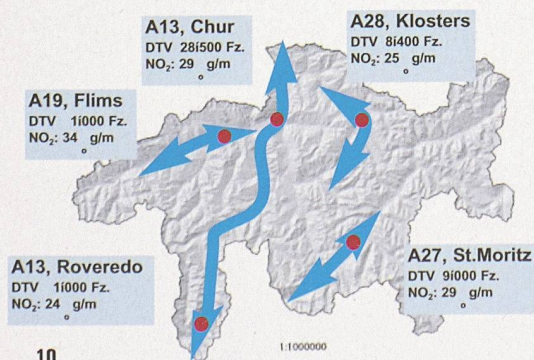 A13, Chur
DTV 28i500 Fz.
NO₂: 29 g/m
°
A28, Klosters
DTV 8i400 Fz.
NO₂: 25 g/m
°
A19, Flims
DTV 1i000 Fz.
NO₂: 34 g/m
°
A13, Roveredo
DTV 1i000 Fz.
NO₂: 24 g/m
°
A27, St.Moritz
DTV 9i000 Fz.
NO₂: 29 g/m
°
1:1000000
10